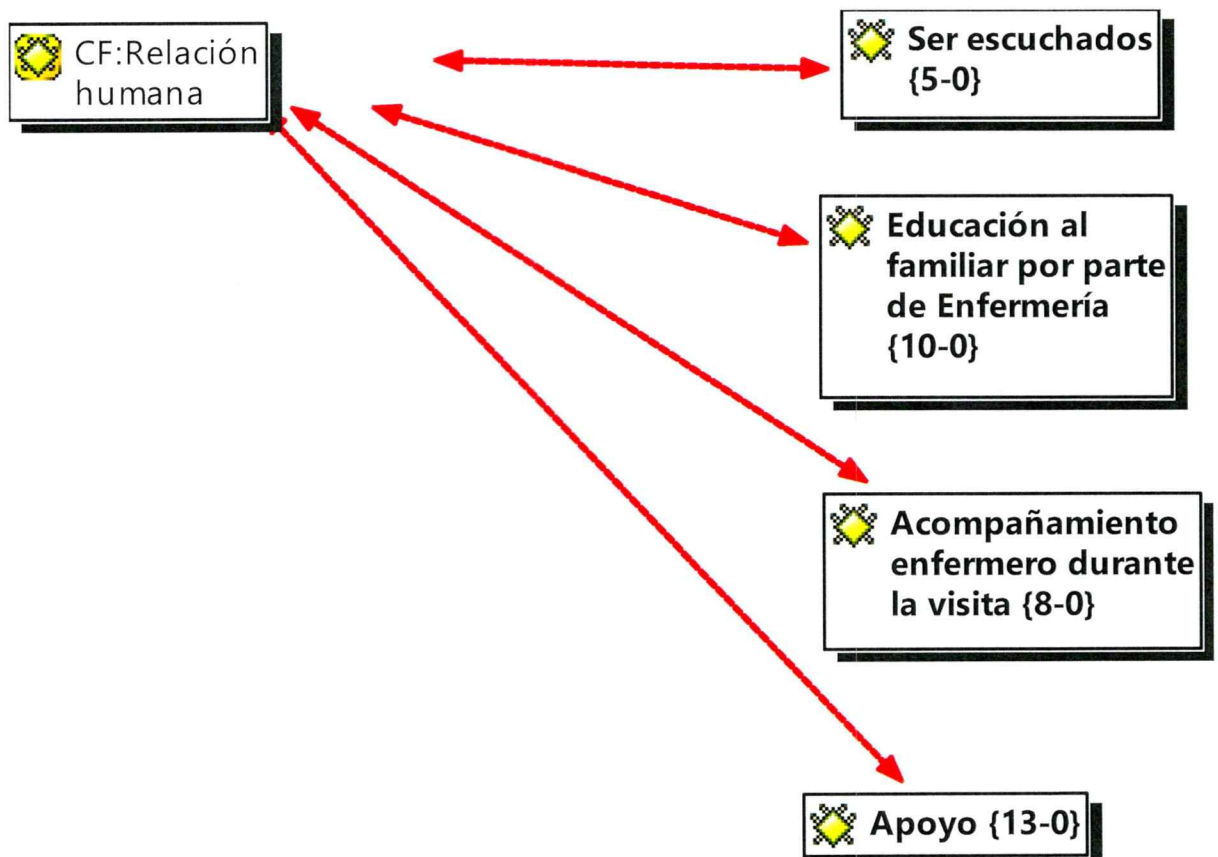 CF:Relación
humana
Ser escuchados
{5-0}
Educación al
familiar por parte
de Enfermería
{10-0}
Acompañamiento
enfermero durante
la visita {8-0}
Apoyo {13-0}